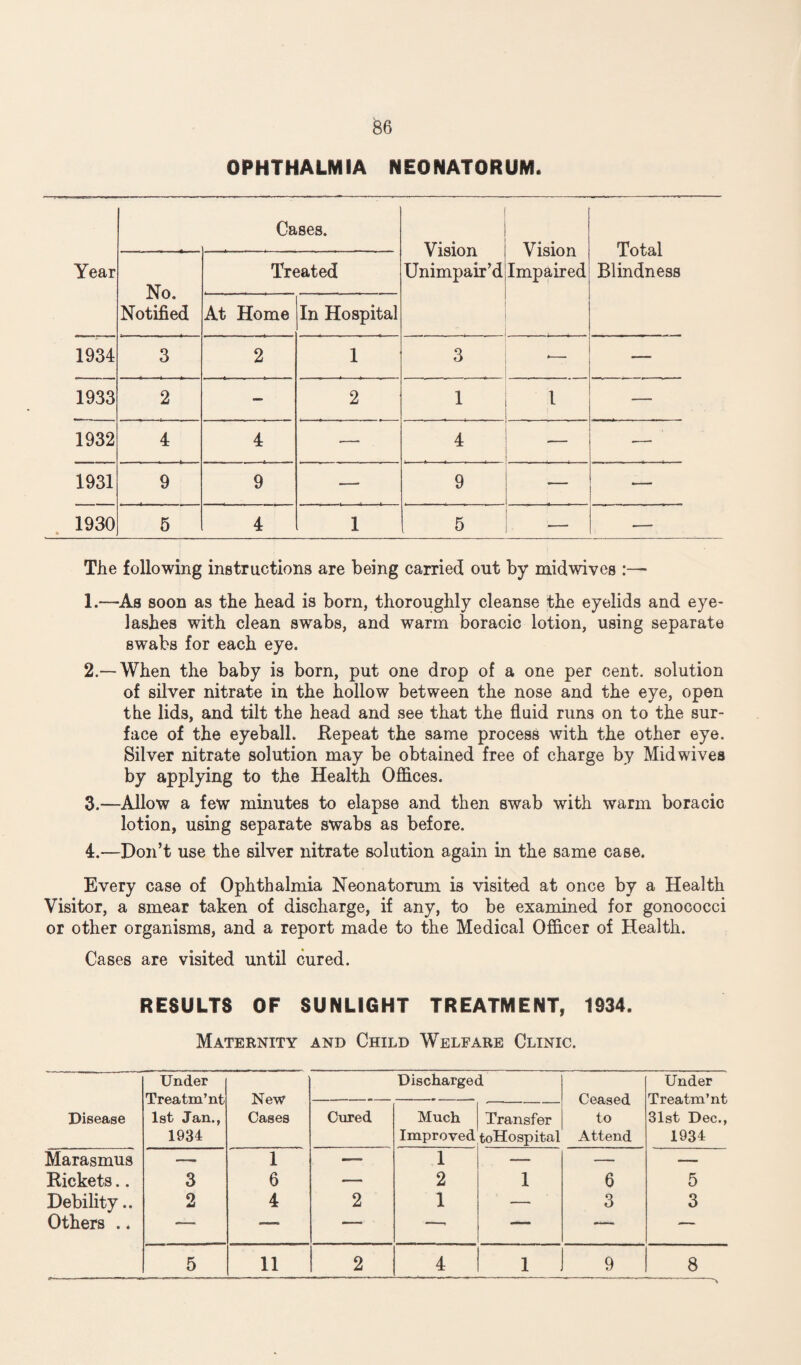 86
OPHTHALMIA NEONATORUM.
Year | Cases. | Vision Unimpair’d | Vision Impaired | Total Blindness
No. Notified | Treated
At Home | In Hospital
1934 | 3 | 2 | 1 | 3 | — | —
1933 | 2 | - | 2 | 1 | 1 | —
1932 | 4 | 4 | — | 4 | — | —
1931 | 9 | 9 | — | 9 | — | —
1930 | 5 | 4 | 1 | 5 | — | —
The following instructions are being carried out by midwives :—
1.—As soon as the head is born, thoroughly cleanse the eyelids and eye-
lashes with clean swabs, and warm boracic lotion, using separate
swabs for each eye.
2.—When the baby is born, put one drop of a one per cent. solution
of silver nitrate in the hollow between the nose and the eye, open
the lids, and tilt the head and see that the fluid runs on to the sur-
face of the eyeball. Repeat the same process with the other eye.
Silver nitrate solution may be obtained free of charge by Midwives
by applying to the Health Offices.
3.—Allow a few minutes to elapse and then swab with warm boracic
lotion, using separate swabs as before.
4.—Don’t use the silver nitrate solution again in the same case.
Every case of Ophthalmia Neonatorum is visited at once by a Health
Visitor, a smear taken of discharge, if any, to be examined for gonococci
or other organisms, and a report made to the Medical Officer of Health.
Cases are visited until cured.
RESULTS OF SUNLIGHT TREATMENT, 1934.
Maternity and Child Welfare Clinic.
Disease | Under Treatm’nt 1st Jan., 1934 | New Cases | Discharged | Ceased to Attend | Under Treatm’nt 31st Dec., 1934
Cured | Much Improved | Transfer toHospital
Marasmus | — | 1 | — | 1 | — | — | —
Rickets.. | 3 | 6 | — | 2 | 1 | 6 | 5
Debility.. | 2 | 4 | 2 | 1 | — | 3 | 3
Others .. | — | — | — | — | — | — | —
5 | 11 | 2 | 4 | 1 | 9 | 8